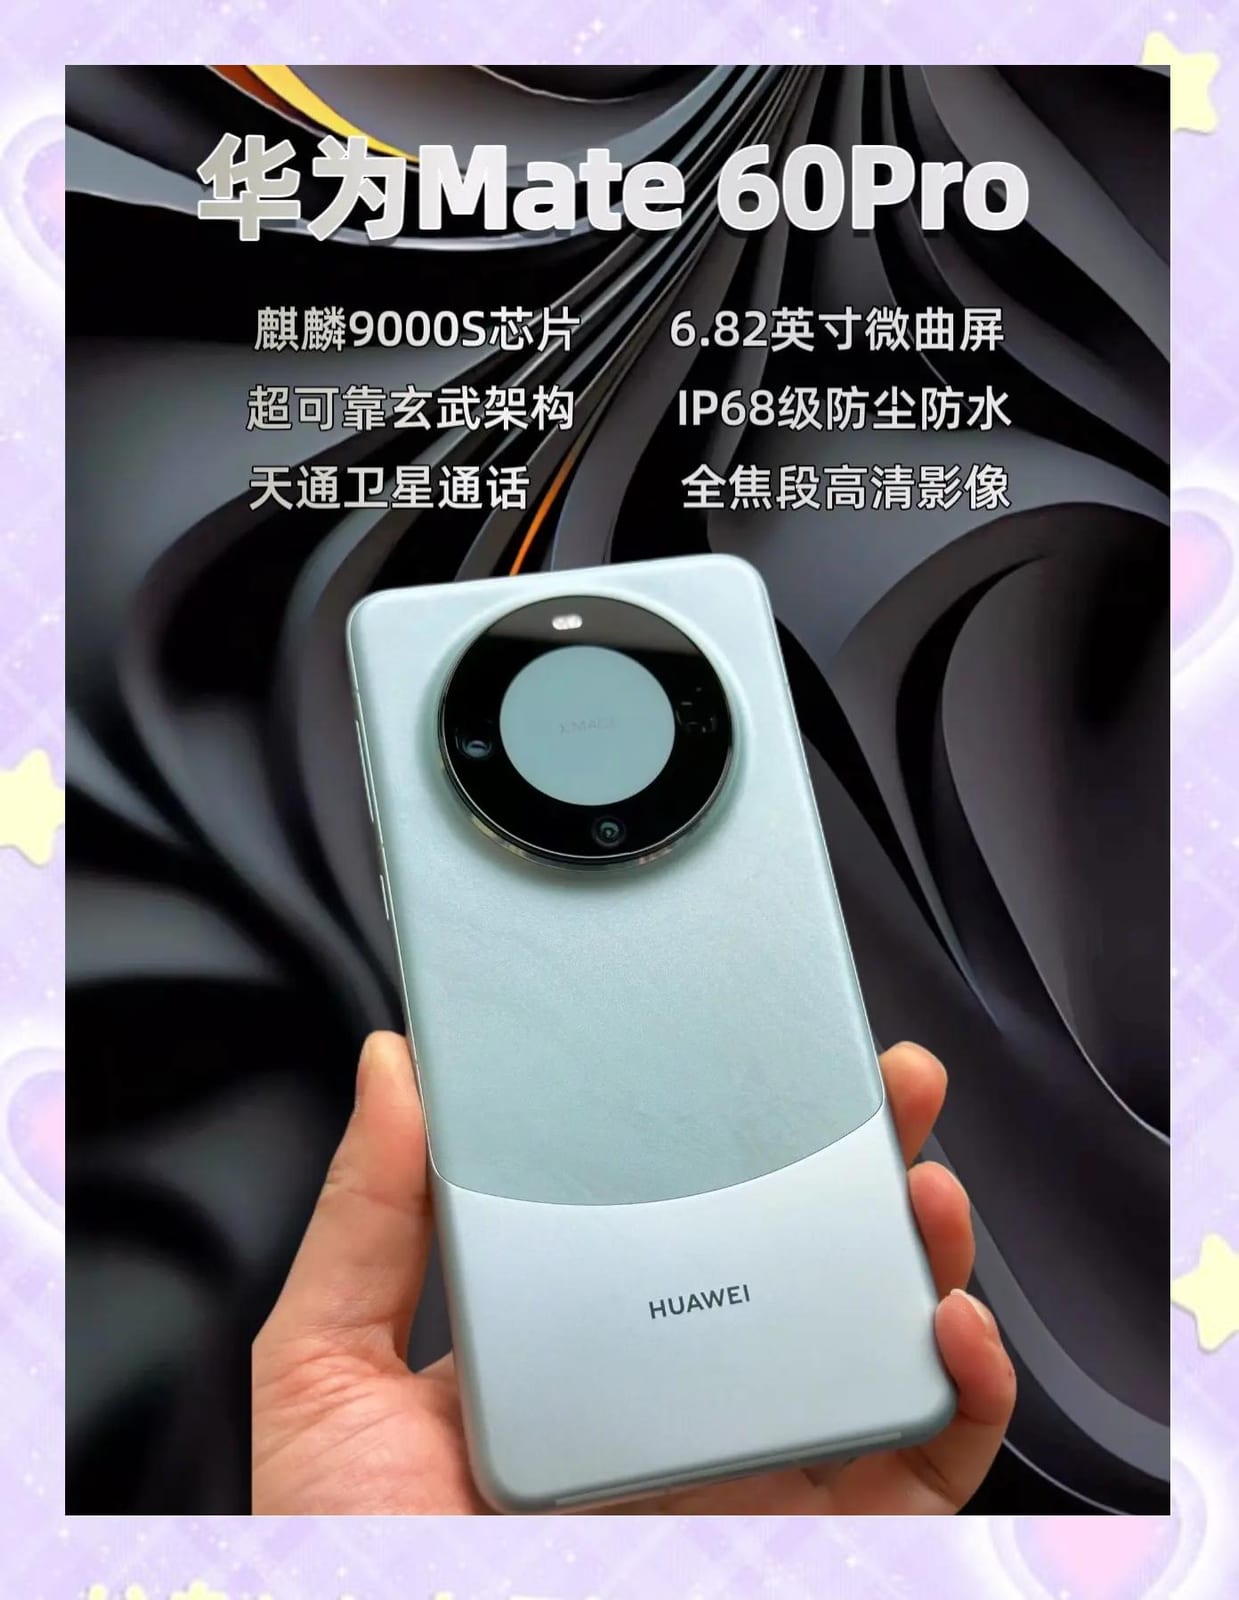 华为Mate 60Pro
麒麟9000S芯片 6.82英寸微曲屏
超可靠玄武架构 IP68级防尘防水
天通卫星通话 全焦段高清影像
XMAGE
HUAWEI